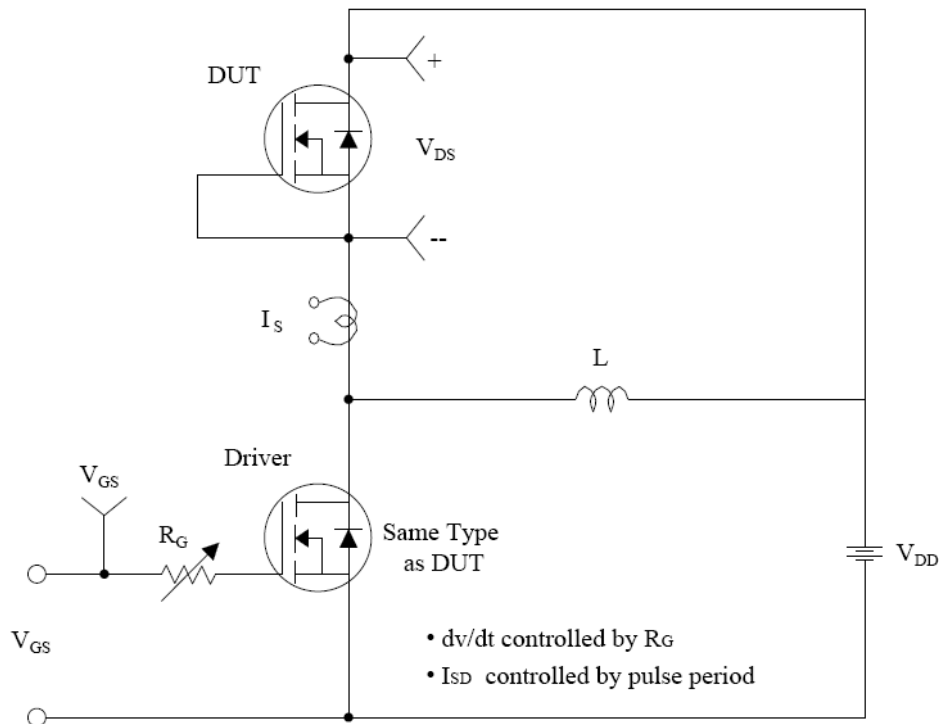 DUT
+
V_DS
--
I_S
L
Driver
V_GS
R_G
Same Type
as DUT
V_DD
V_GS
• dv/dt controlled by R_G
• I_SD controlled by pulse period